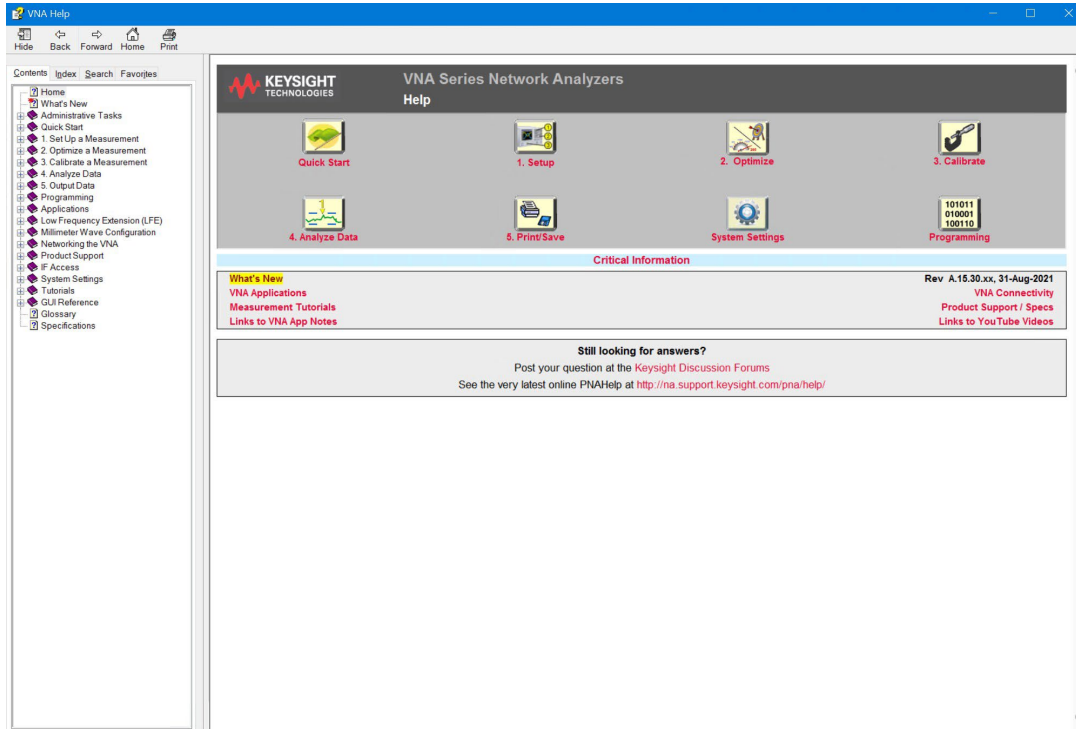 VNA Help
Hide Back Forward Home Print
Contents Index Search Favorites
Home
What's New
Administrative Tasks
Quick Start
1. Set Up a Measurement
2. Optimize a Measurement
3. Calibrate a Measurement
4. Analyze Data
5. Output Data
Programming
Applications
Low Frequency Extension (LFE)
Millimeter Wave Configuration
Networking the VNA
Product Support
IF Access
System Settings
Tutorials
GUI Reference
Glossary
Specifications
KEYSIGHT
TECHNOLOGIES
VNA Series Network Analyzers
Help
Quick Start
1. Setup
2. Optimize
3. Calibrate
4. Analyze Data
5. Print/Save
System Settings
101011
010001
100110
Programming
Critical Information
What's New
Rev A.15.30.xx, 31-Aug-2021
VNA Applications
VNA Connectivity
Measurement Tutorials
Product Support / Specs
Links to VNA App Notes
Links to YouTube Videos
Still looking for answers?
Post your question at the Keysight Discussion Forums
See the very latest online PNAHelp at http://na.support.keysight.com/pna/help/